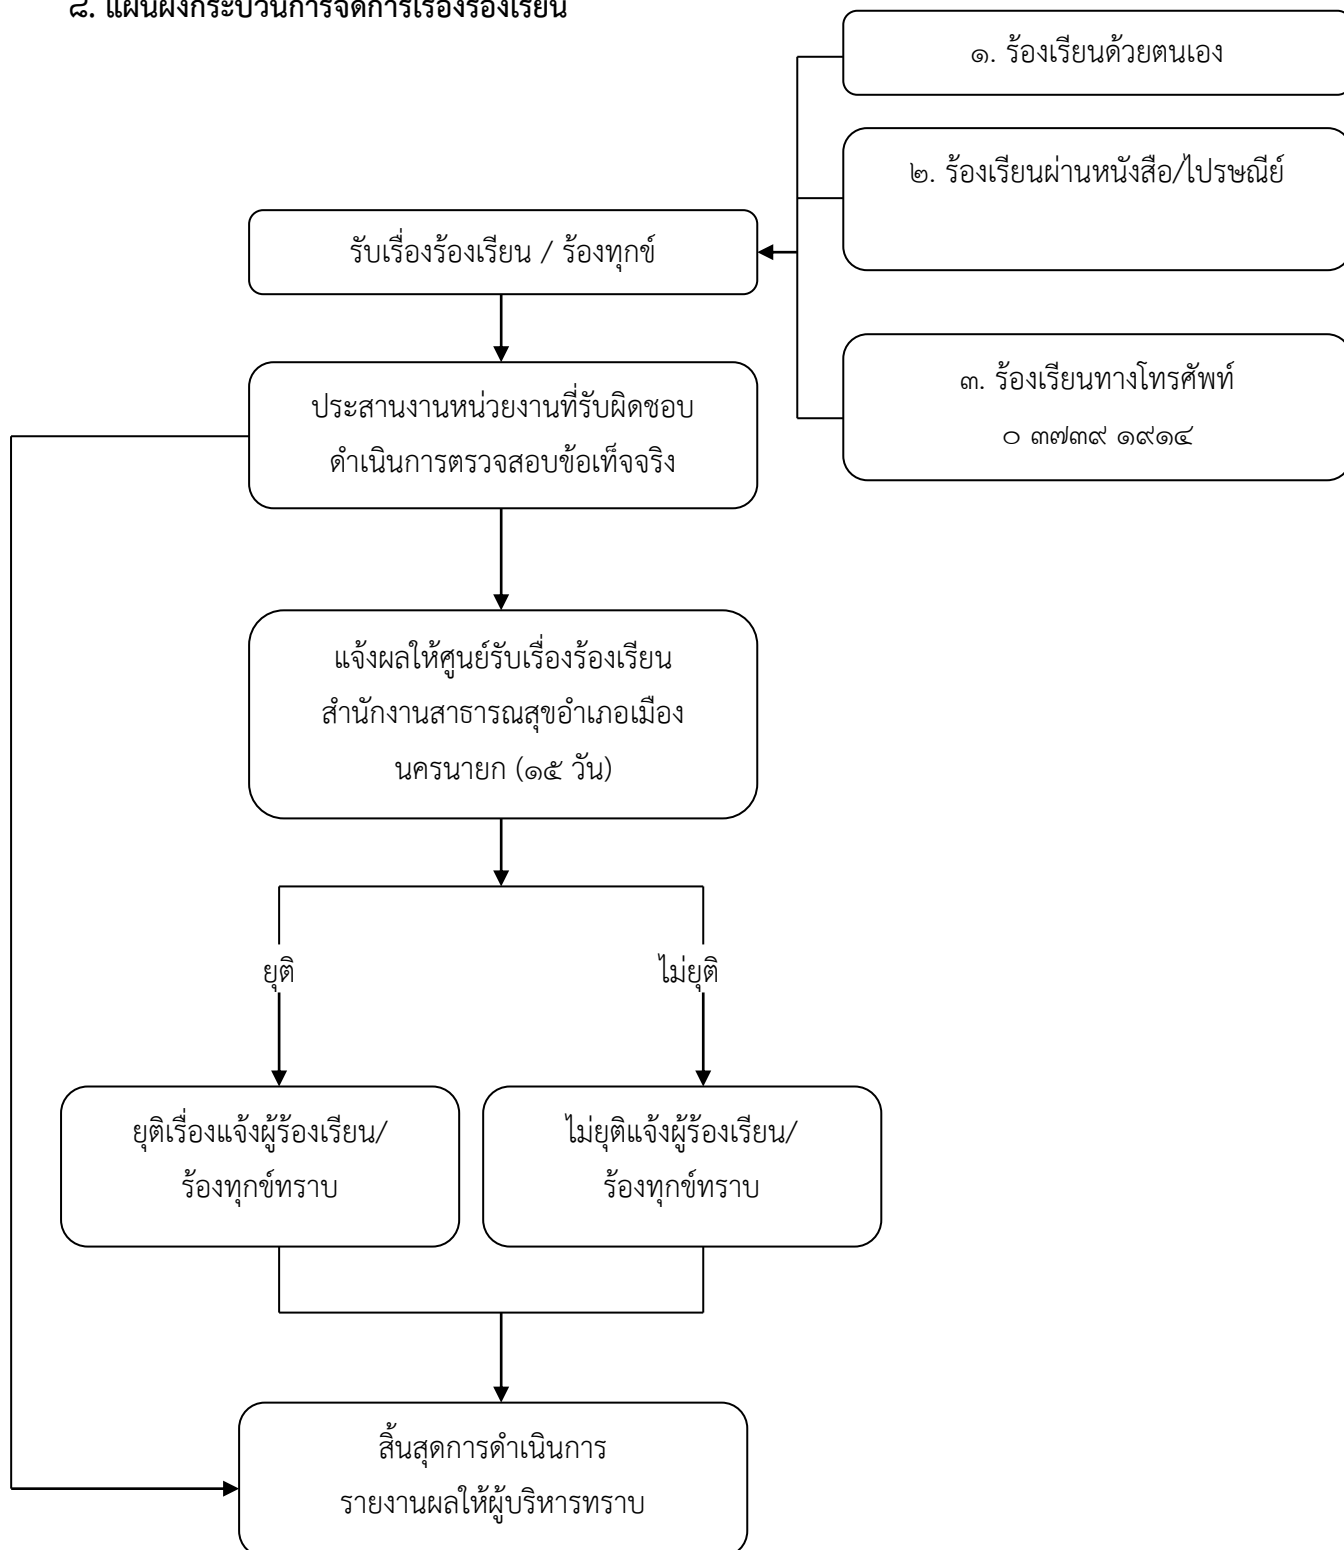 ๘. แผนผังกระบวนการจัดการเรื่องร้องเรียน
๑. ร้องเรียนด้วยตนเอง
๒. ร้องเรียนผ่านหนังสือ/ไปรษณีย์
๓. ร้องเรียนทางโทรศัพท์
๐ ๓๗๓๙ ๑๙๑๔
รับเรื่องร้องเรียน / ร้องทุกข์
ประสานงานหน่วยงานที่รับผิดชอบ
ดำเนินการตรวจสอบข้อเท็จจริง
แจ้งผลให้ศูนย์รับเรื่องร้องเรียน
สำนักงานสาธารณสุขอำเภอเมือง
นครนายก (๑๕ วัน)
ยุติ
ไม่ยุติ
ยุติเรื่องแจ้งผู้ร้องเรียน/
ร้องทุกข์ทราบ
ไม่ยุติแจ้งผู้ร้องเรียน/
ร้องทุกข์ทราบ
สิ้นสุดการดำเนินการ
รายงานผลให้ผู้บริหารทราบ